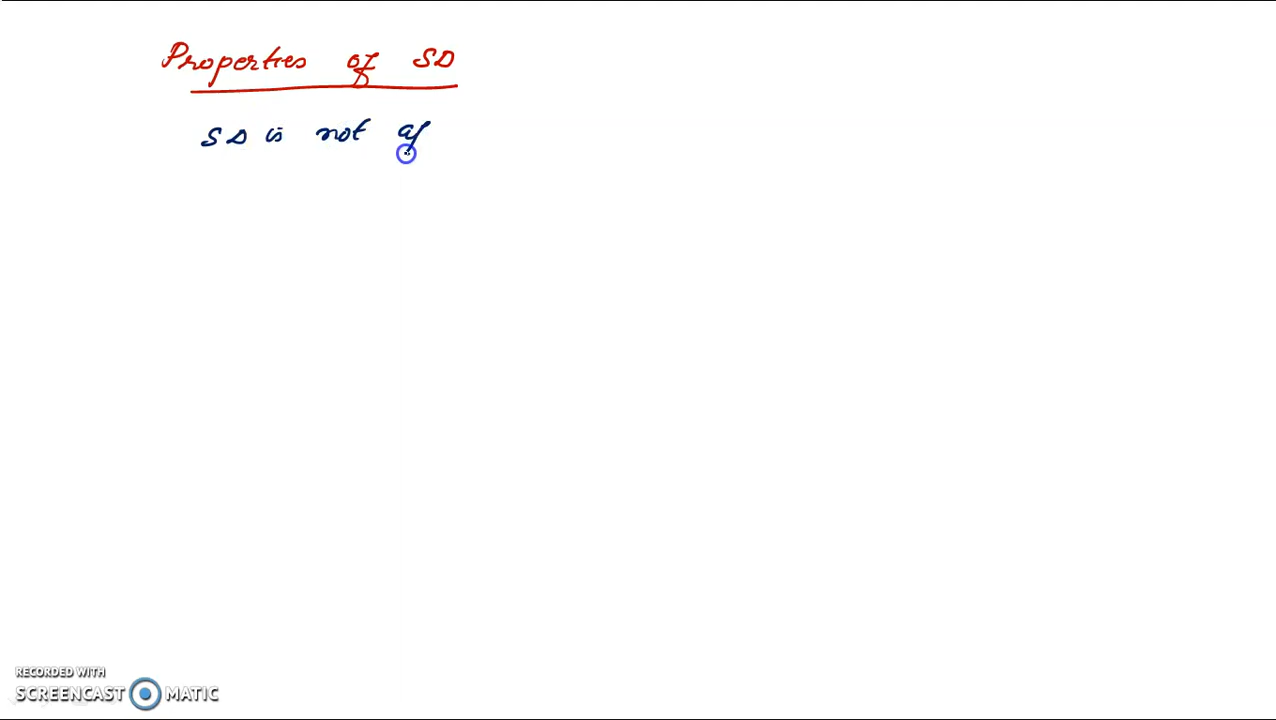 Properties of SD
SD is not af
RECORDED WITH
SCREENCAST MATIC